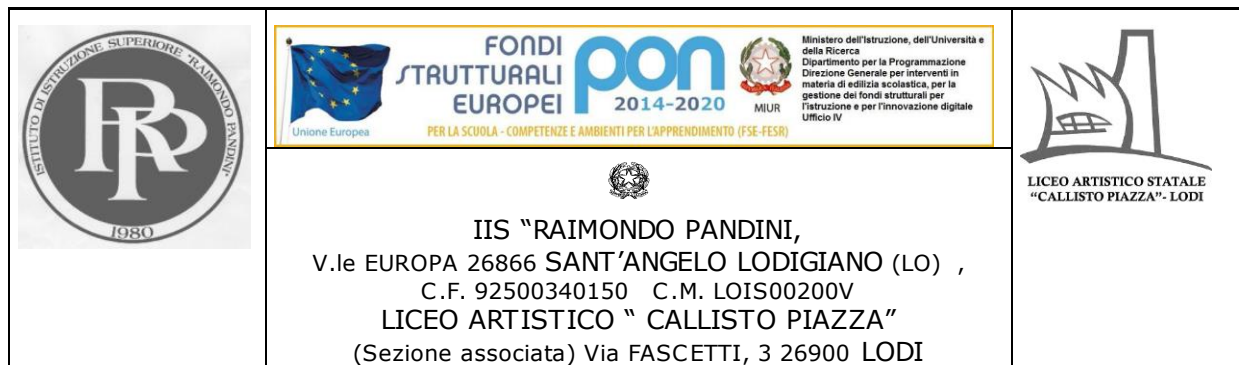 ISTITUTO DI ISTRUZIONE SUPERIORE "RAIMONDO PANDINI"
1980
Unione Europea
FONDI
STRUTTURALI
EUROPEI
pon
2014-2020
MIUR
Ministero dell'Istruzione, dell'Università e
della Ricerca
Dipartimento per la Programmazione
Direzione Generale per interventi in
materia di edilizia scolastica, per la
gestione dei fondi strutturali per
l'istruzione e per l'innovazione digitale
Ufficio IV
PER LA SCUOLA - COMPETENZE E AMBIENTI PER L'APPRENDIMENTO (FSE-FESR)
LICEO ARTISTICO STATALE
"CALLISTO PIAZZA"- LODI
IIS “RAIMONDO PANDINI,
V.le EUROPA 26866 SANT’ANGELO LODIGIANO (LO) ,
C.F. 92500340150 C.M. LOIS00200V
LICEO ARTISTICO “ CALLISTO PIAZZA”
(Sezione associata) Via FASCETTI, 3 26900 LODI